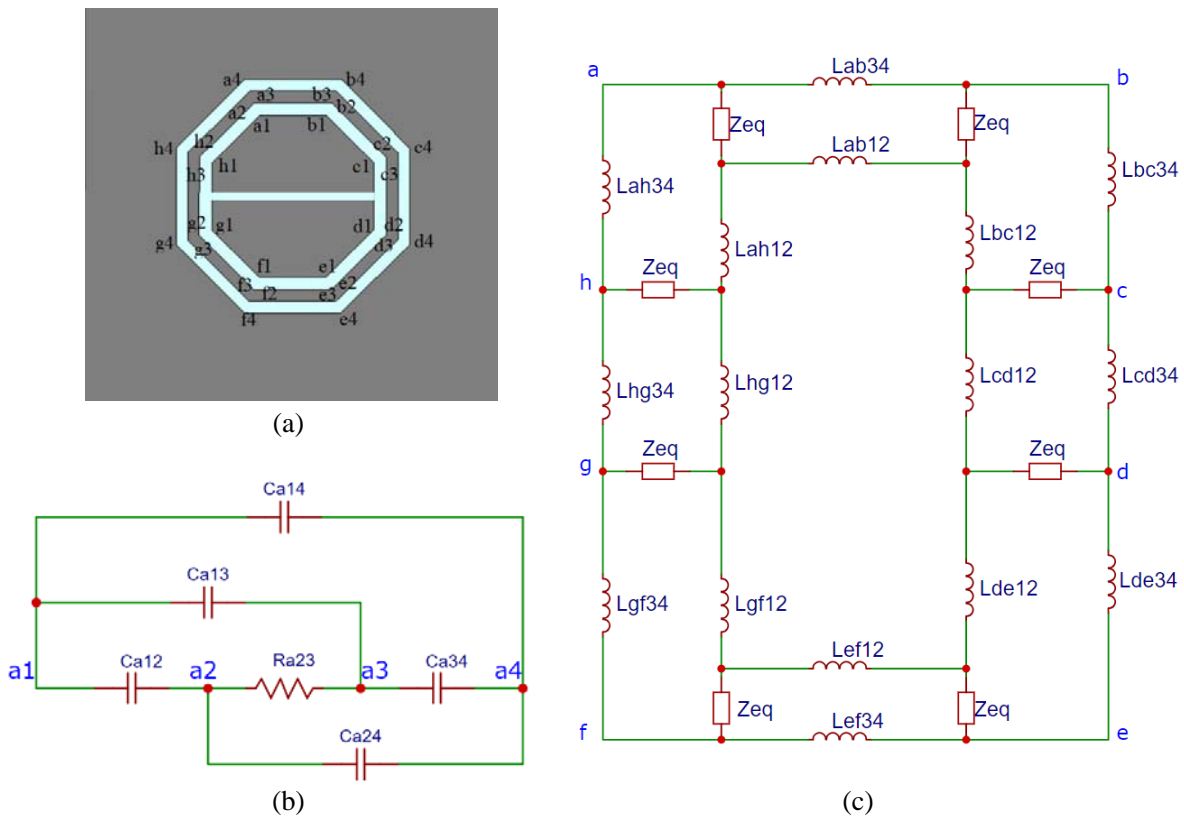 a4 b4
a3 b3
a2 b2
a1 b1
h4 h2 c2 c4
h1 c1
h3 c3
g2 g1 d1 d2
g4 g3 d3 d4
f1 e1
f3 f2 e3 e2
f4 e4
(a)
Ca14
Ca13
a1 Ca12 a2 Ra23 a3 Ca34 a4
Ca24
(b)
a Lab34 b
Zeq Zeq
Lab12
Lah34 Lbc34
Lah12 Lbc12
h Zeq Zeq c
Lhg34 Lhg12 Lcd12 Lcd34
g Zeq Zeq d
Lgf34 Lgf12 Lde12 Lde34
Lef12
Zeq Zeq
f Lef34 e
(c)